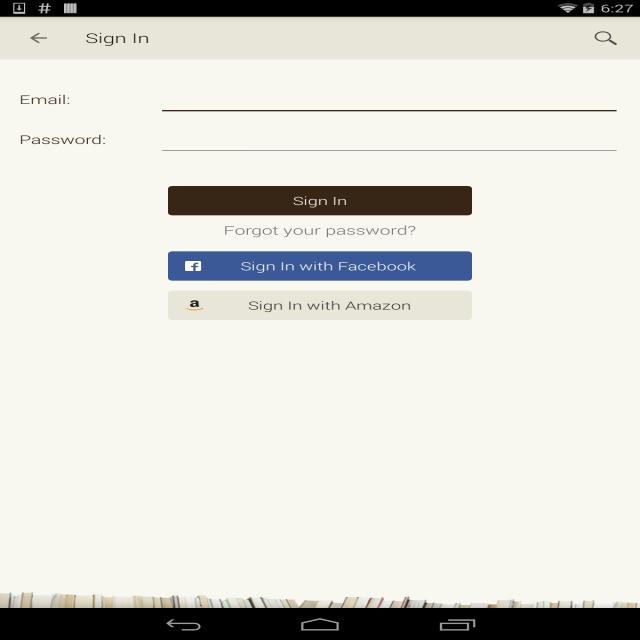 6:27
Sign In
Email:
Password:
Sign In
Forgot your password?
Sign In with Facebook
Sign In with Amazon